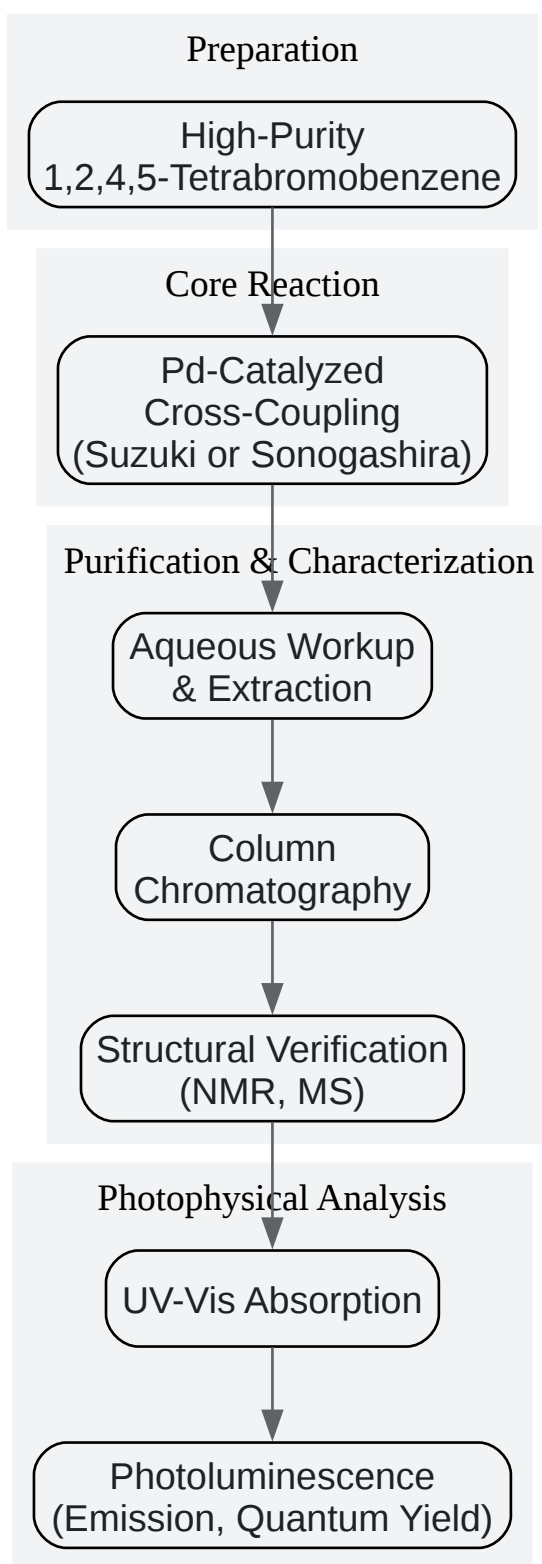 Preparation
High-Purity
1,2,4,5-Tetrabromobenzene
Core Reaction
Pd-Catalyzed
Cross-Coupling
(Suzuki or Sonogashira)
Purification & Characterization
Aqueous Workup
& Extraction
Column
Chromatography
Structural Verification
(NMR, MS)
Photophysical Analysis
UV-Vis Absorption
Photoluminescence
(Emission, Quantum Yield)